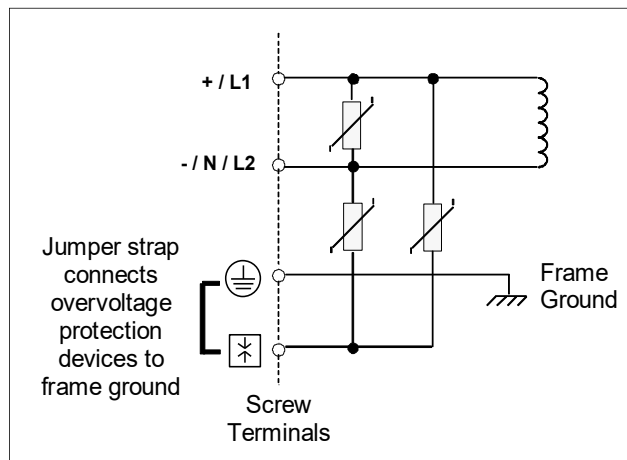 + / L1
- / N / L2
Jumper strap
connects
overvoltage
protection
devices to
frame ground
Frame
Ground
Screw
Terminals